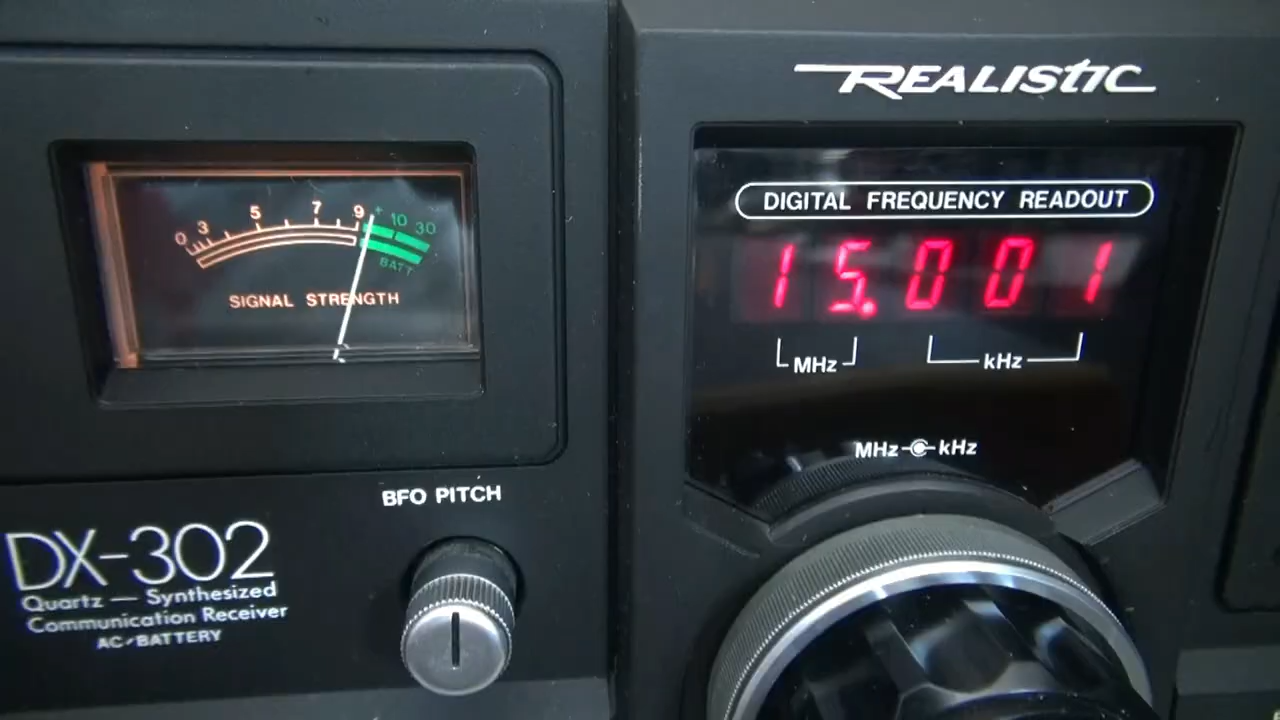 REALISTIC
DIGITAL FREQUENCY READOUT
15.001
MHz kHz
MHz kHz
0 3 5 7 9 + 10 30
BATT
SIGNAL STRENGTH
BFO PITCH
DX-302
Quartz — Synthesized
Communication Receiver
AC/BATTERY